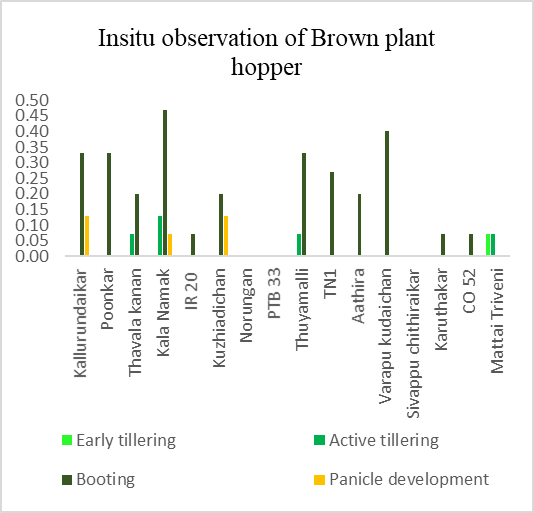 Insitu observation of Brown plant
hopper
0.50
0.45
0.40
0.35
0.30
0.25
0.20
0.15
0.10
0.05
0.00
Kallurundaikar
Poonkar
Thavala kanan
Kala Namak
IR 20
Kuzhiadichan
Norungan
PTB 33
Thuyamalli
TN1
Aathira
Varapu kudaichan
Sivappu chithiraikar
Karuthakar
CO 52
Mattai Triveni
Early tillering
Active tillering
Booting
Panicle development